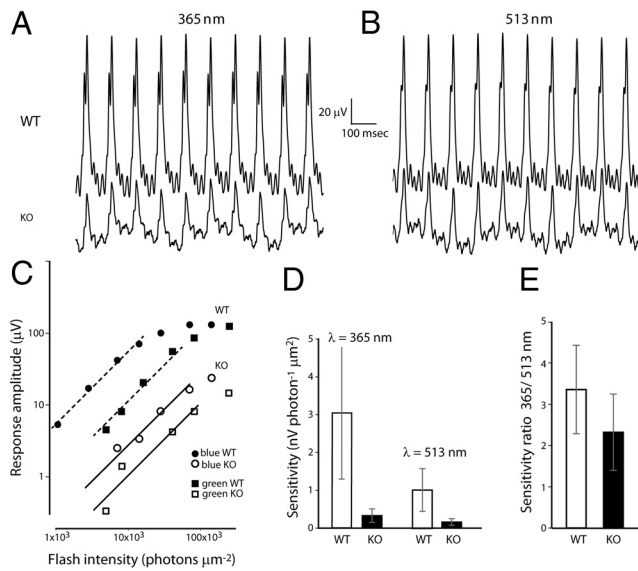 A
365 nm
B
513 nm
WT
20 µV
100 msec
KO
C
Response amplitude (µV)
100
10
1
WT
KO
blue WT
blue KO
green WT
green KO
1x10³
10x10³
100x10³
Flash intensity (photons µm⁻²)
D
Sensitivity (nV photon⁻¹ µm²)
5
4
3
2
1
0
λ = 365 nm
λ = 513 nm
WT
KO
WT
KO
E
Sensitivity ratio 365/ 513 nm
5
4
3
2
1
0
WT
KO